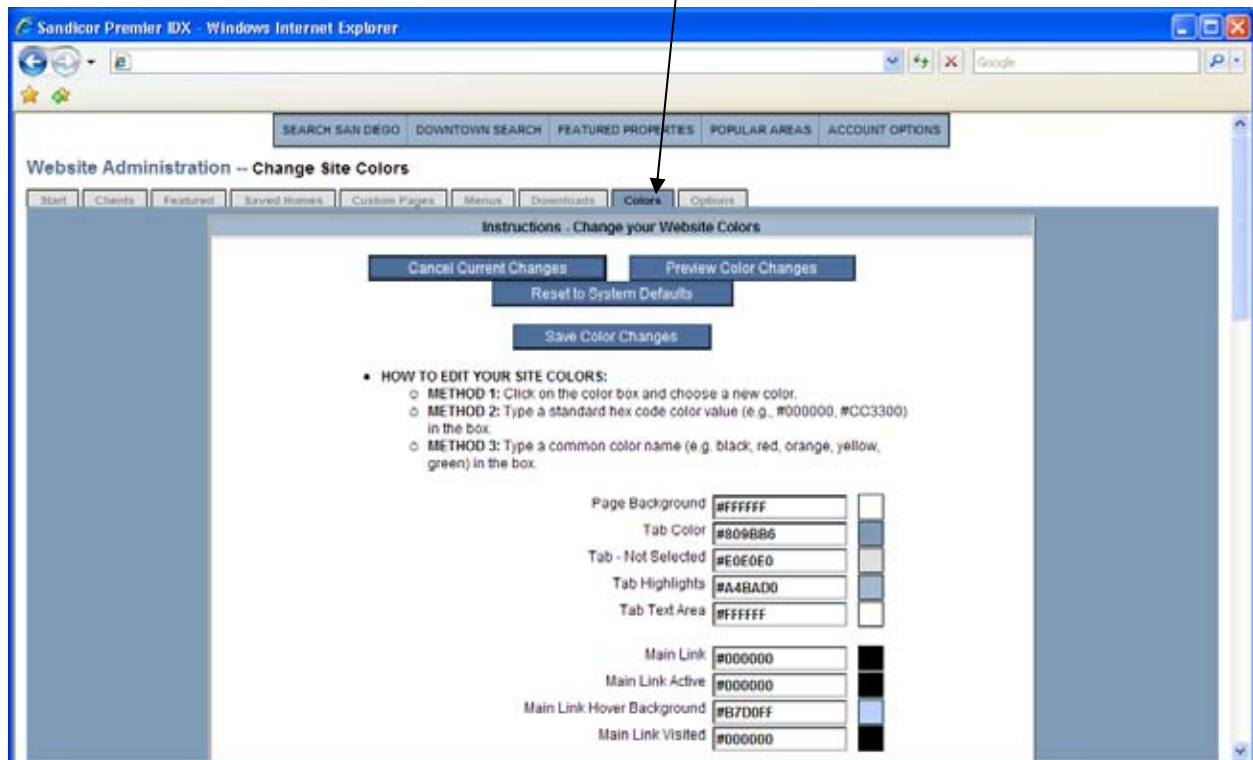 Sandicor Premier IDX - Windows Internet Explorer
Google
SEARCH SAN DIEGO DOWNTOWN SEARCH FEATURED PROPERTIES POPULAR AREAS ACCOUNT OPTIONS
Website Administration -- Change Site Colors
Start Clients Featured Saved Homes Custom Pages Menus Downloads Colors Options
Instructions - Change your Website Colors
Cancel Current Changes Preview Color Changes
Reset to System Defaults
Save Color Changes
• HOW TO EDIT YOUR SITE COLORS:
○ METHOD 1: Click on the color box and choose a new color.
○ METHOD 2: Type a standard hex code color value (e.g., #000000, #CC3300)
in the box.
○ METHOD 3: Type a common color name (e.g. black, red, orange, yellow,
green) in the box.
Page Background #FFFFFF
Tab Color #809BB6
Tab - Not Selected #E0E0E0
Tab Highlights #A4BAD0
Tab Text Area #FFFFFF
Main Link #000000
Main Link Active #000000
Main Link Hover Background #B7D0FF
Main Link Visited #000000